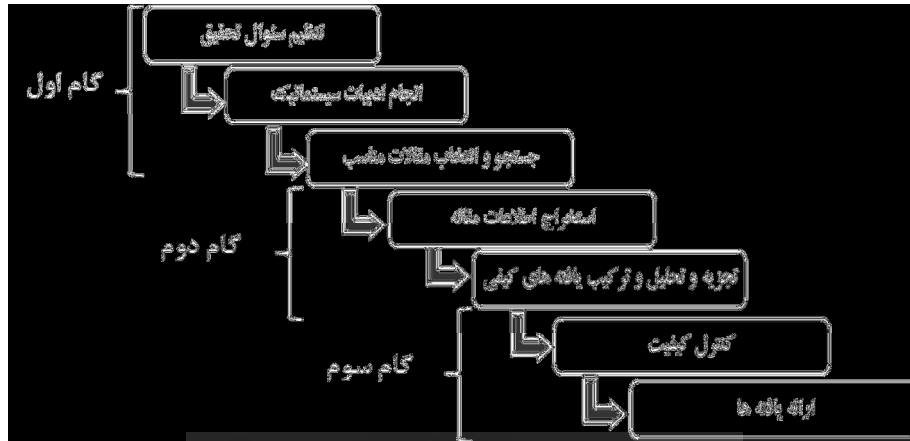 تنظیم سئوال تحقیق
گام اول
انجام ادبیات سیستماتیک
جستجو و انتخاب مقالات مناسب
استخراج اطلاعات مقاله
گام دوم
تجزیه و تحلیل و ترکیب یافته های کیفی
کنترل کیفیت
گام سوم
ارائه یافته ها